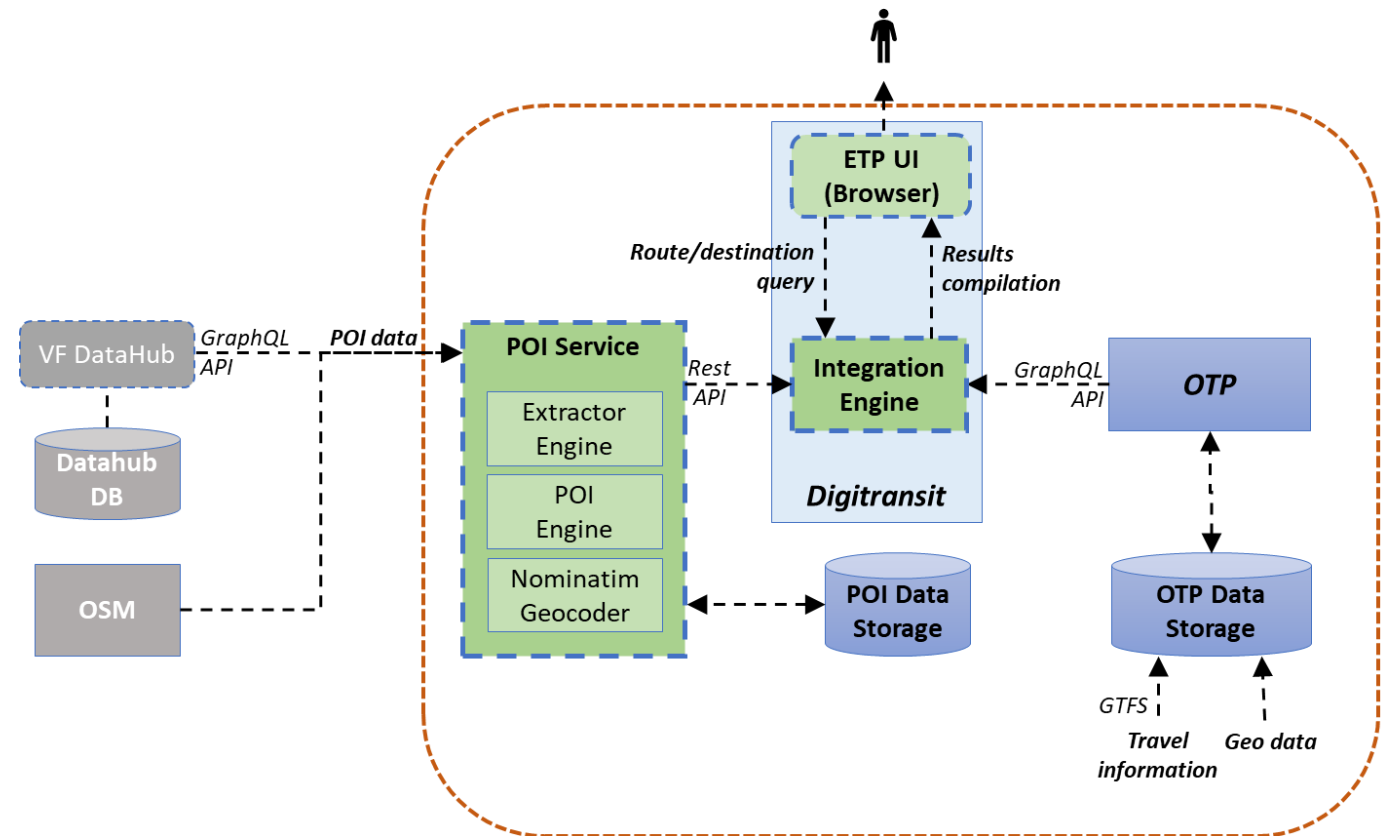 ETP UI
(Browser)
Route/destination
query
Results
compilation
VF DataHub
GraphQL
API
POI data
POI Service
Rest
API
Integration
Engine
GraphQL
API
OTP
Extractor
Engine
Datahub
DB
POI
Engine
Digitransit
OSM
Nominatim
Geocoder
POI Data
Storage
OTP Data
Storage
GTFS
Travel
information
Geo data